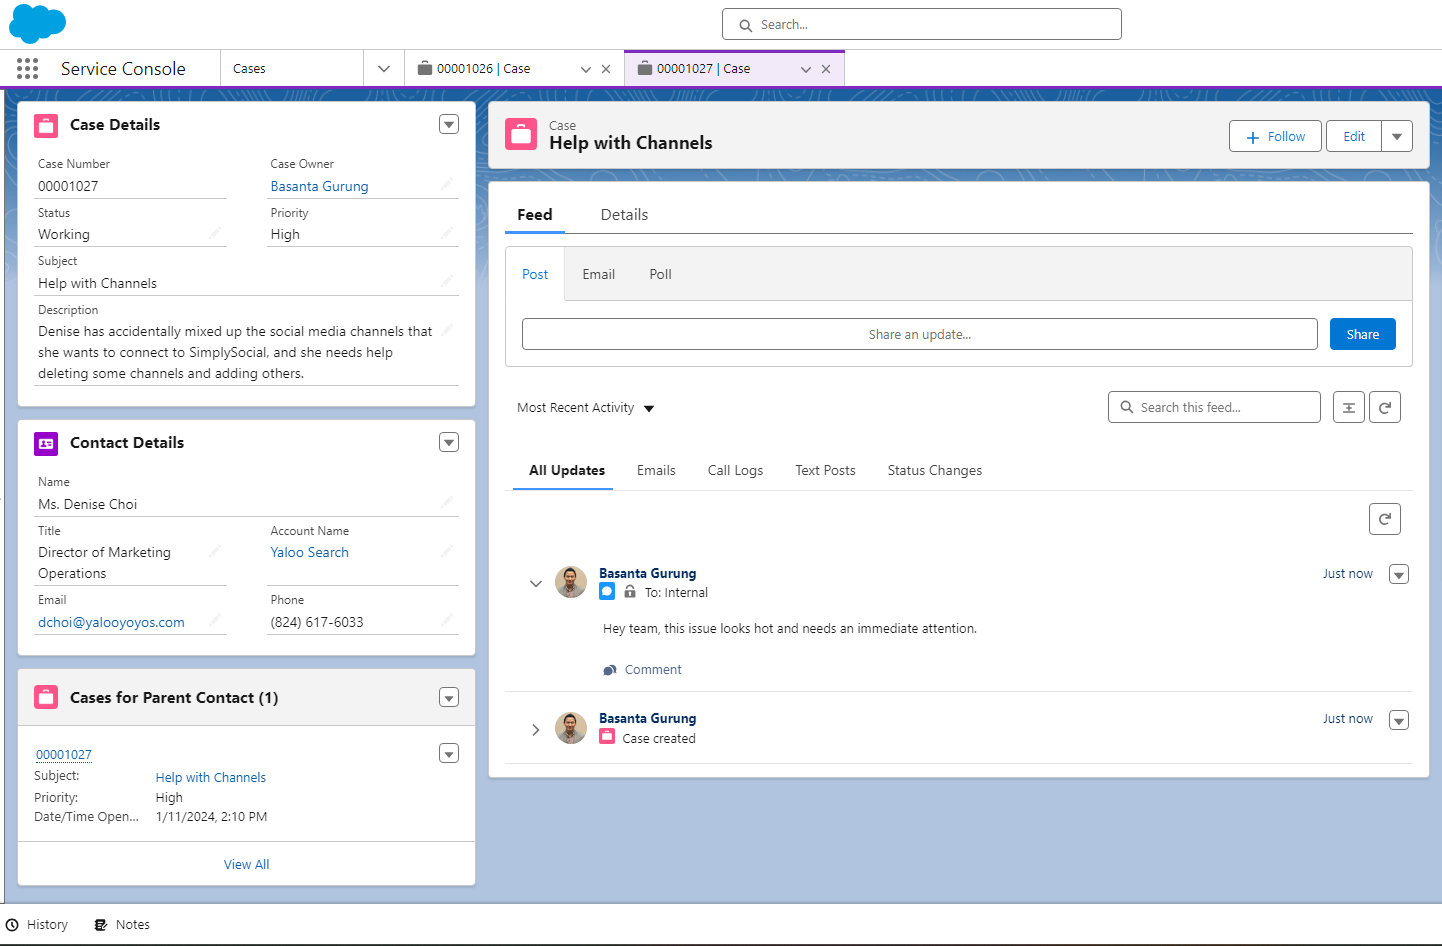 Search...
Service Console
Cases
00001026 | Case
00001027 | Case
Case Details
Case Number
00001027
Case Owner
Basanta Gurung
Status
Working
Priority
High
Subject
Help with Channels
Description
Denise has accidentally mixed up the social media channels that
she wants to connect to SimplySocial, and she needs help
deleting some channels and adding others.
Contact Details
Name
Ms. Denise Choi
Title
Director of Marketing
Operations
Account Name
Yaloo Search
Email
dchoi@yalooyoyos.com
Phone
(824) 617-6033
Cases for Parent Contact (1)
00001027
Subject: Help with Channels
Priority: High
Date/Time Open... 1/11/2024, 2:10 PM
View All
Case
Help with Channels
Follow
Edit
Feed
Details
Post
Email
Poll
Share an update...
Share
Most Recent Activity
Search this feed...
All Updates
Emails
Call Logs
Text Posts
Status Changes
Basanta Gurung
Just now
To: Internal
Hey team, this issue looks hot and needs an immediate attention.
Comment
Basanta Gurung
Just now
Case created
History
Notes